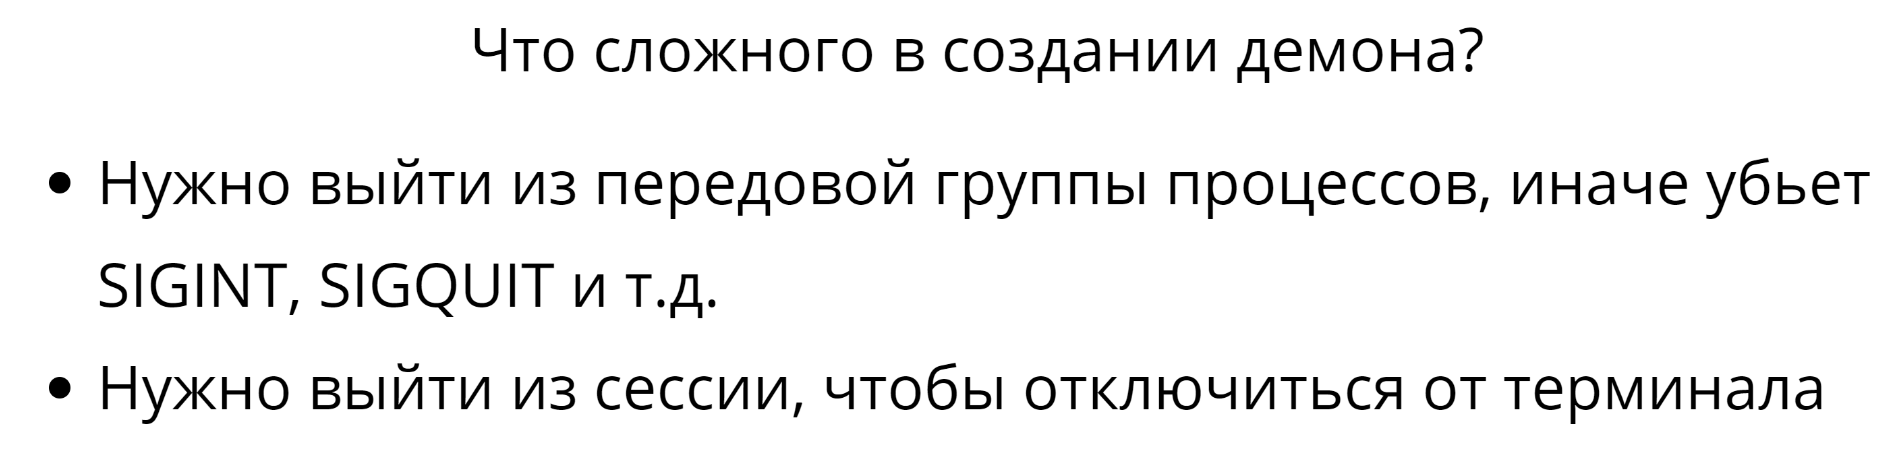 Что сложного в создании демона?
• Нужно выйти из передовой группы процессов, иначе убьет
SIGINT, SIGQUIT и т.д.
• Нужно выйти из сессии, чтобы отключиться от терминала